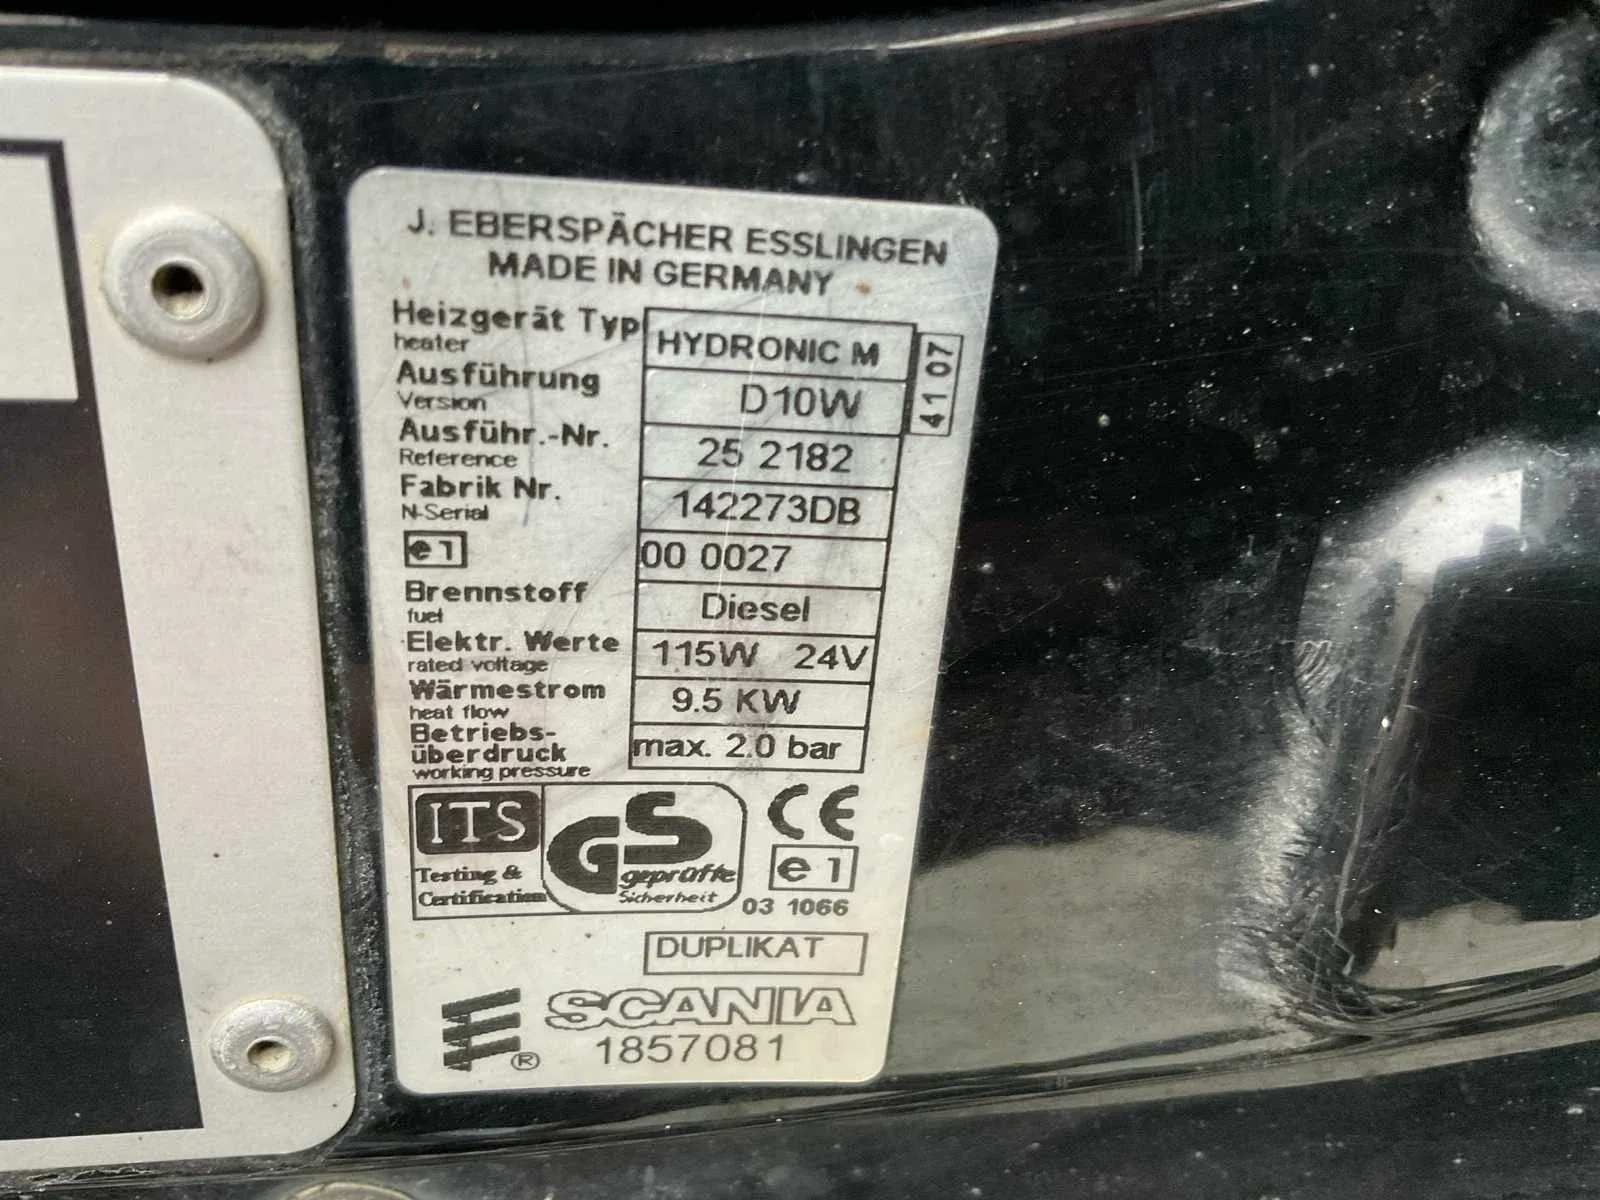 J. EBERSPÄCHER ESSLINGEN
MADE IN GERMANY
Heizgerät Typ HYDRONIC M
heater
41 07
Ausführung D10W
Version
Ausführ.-Nr. 25 2182
Reference
Fabrik Nr. 142273DB
N-Serial
e1 00 0027
Brennstoff Diesel
fuel
Elektr. Werte 115W 24V
rated voltage
Wärmestrom 9.5 KW
heat flow
Betriebs-
überdruck max. 2.0 bar
working pressure
ITS
Testing &
Certification
GS
geprüfte
Sicherheit
CE
e1
03 1066
DUPLIKAT
SCANIA
® 1857081